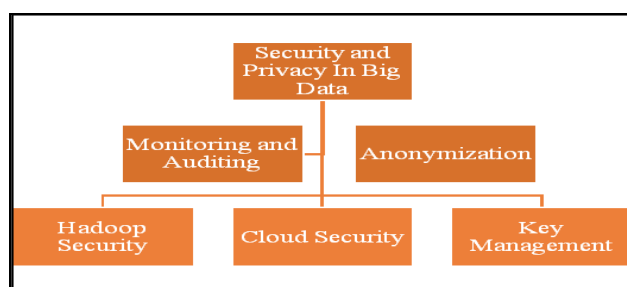 Security and
Privacy In Big
Data
Monitoring and
Auditing
Anonymization
Hadoop
Security
Cloud Security
Key
Management